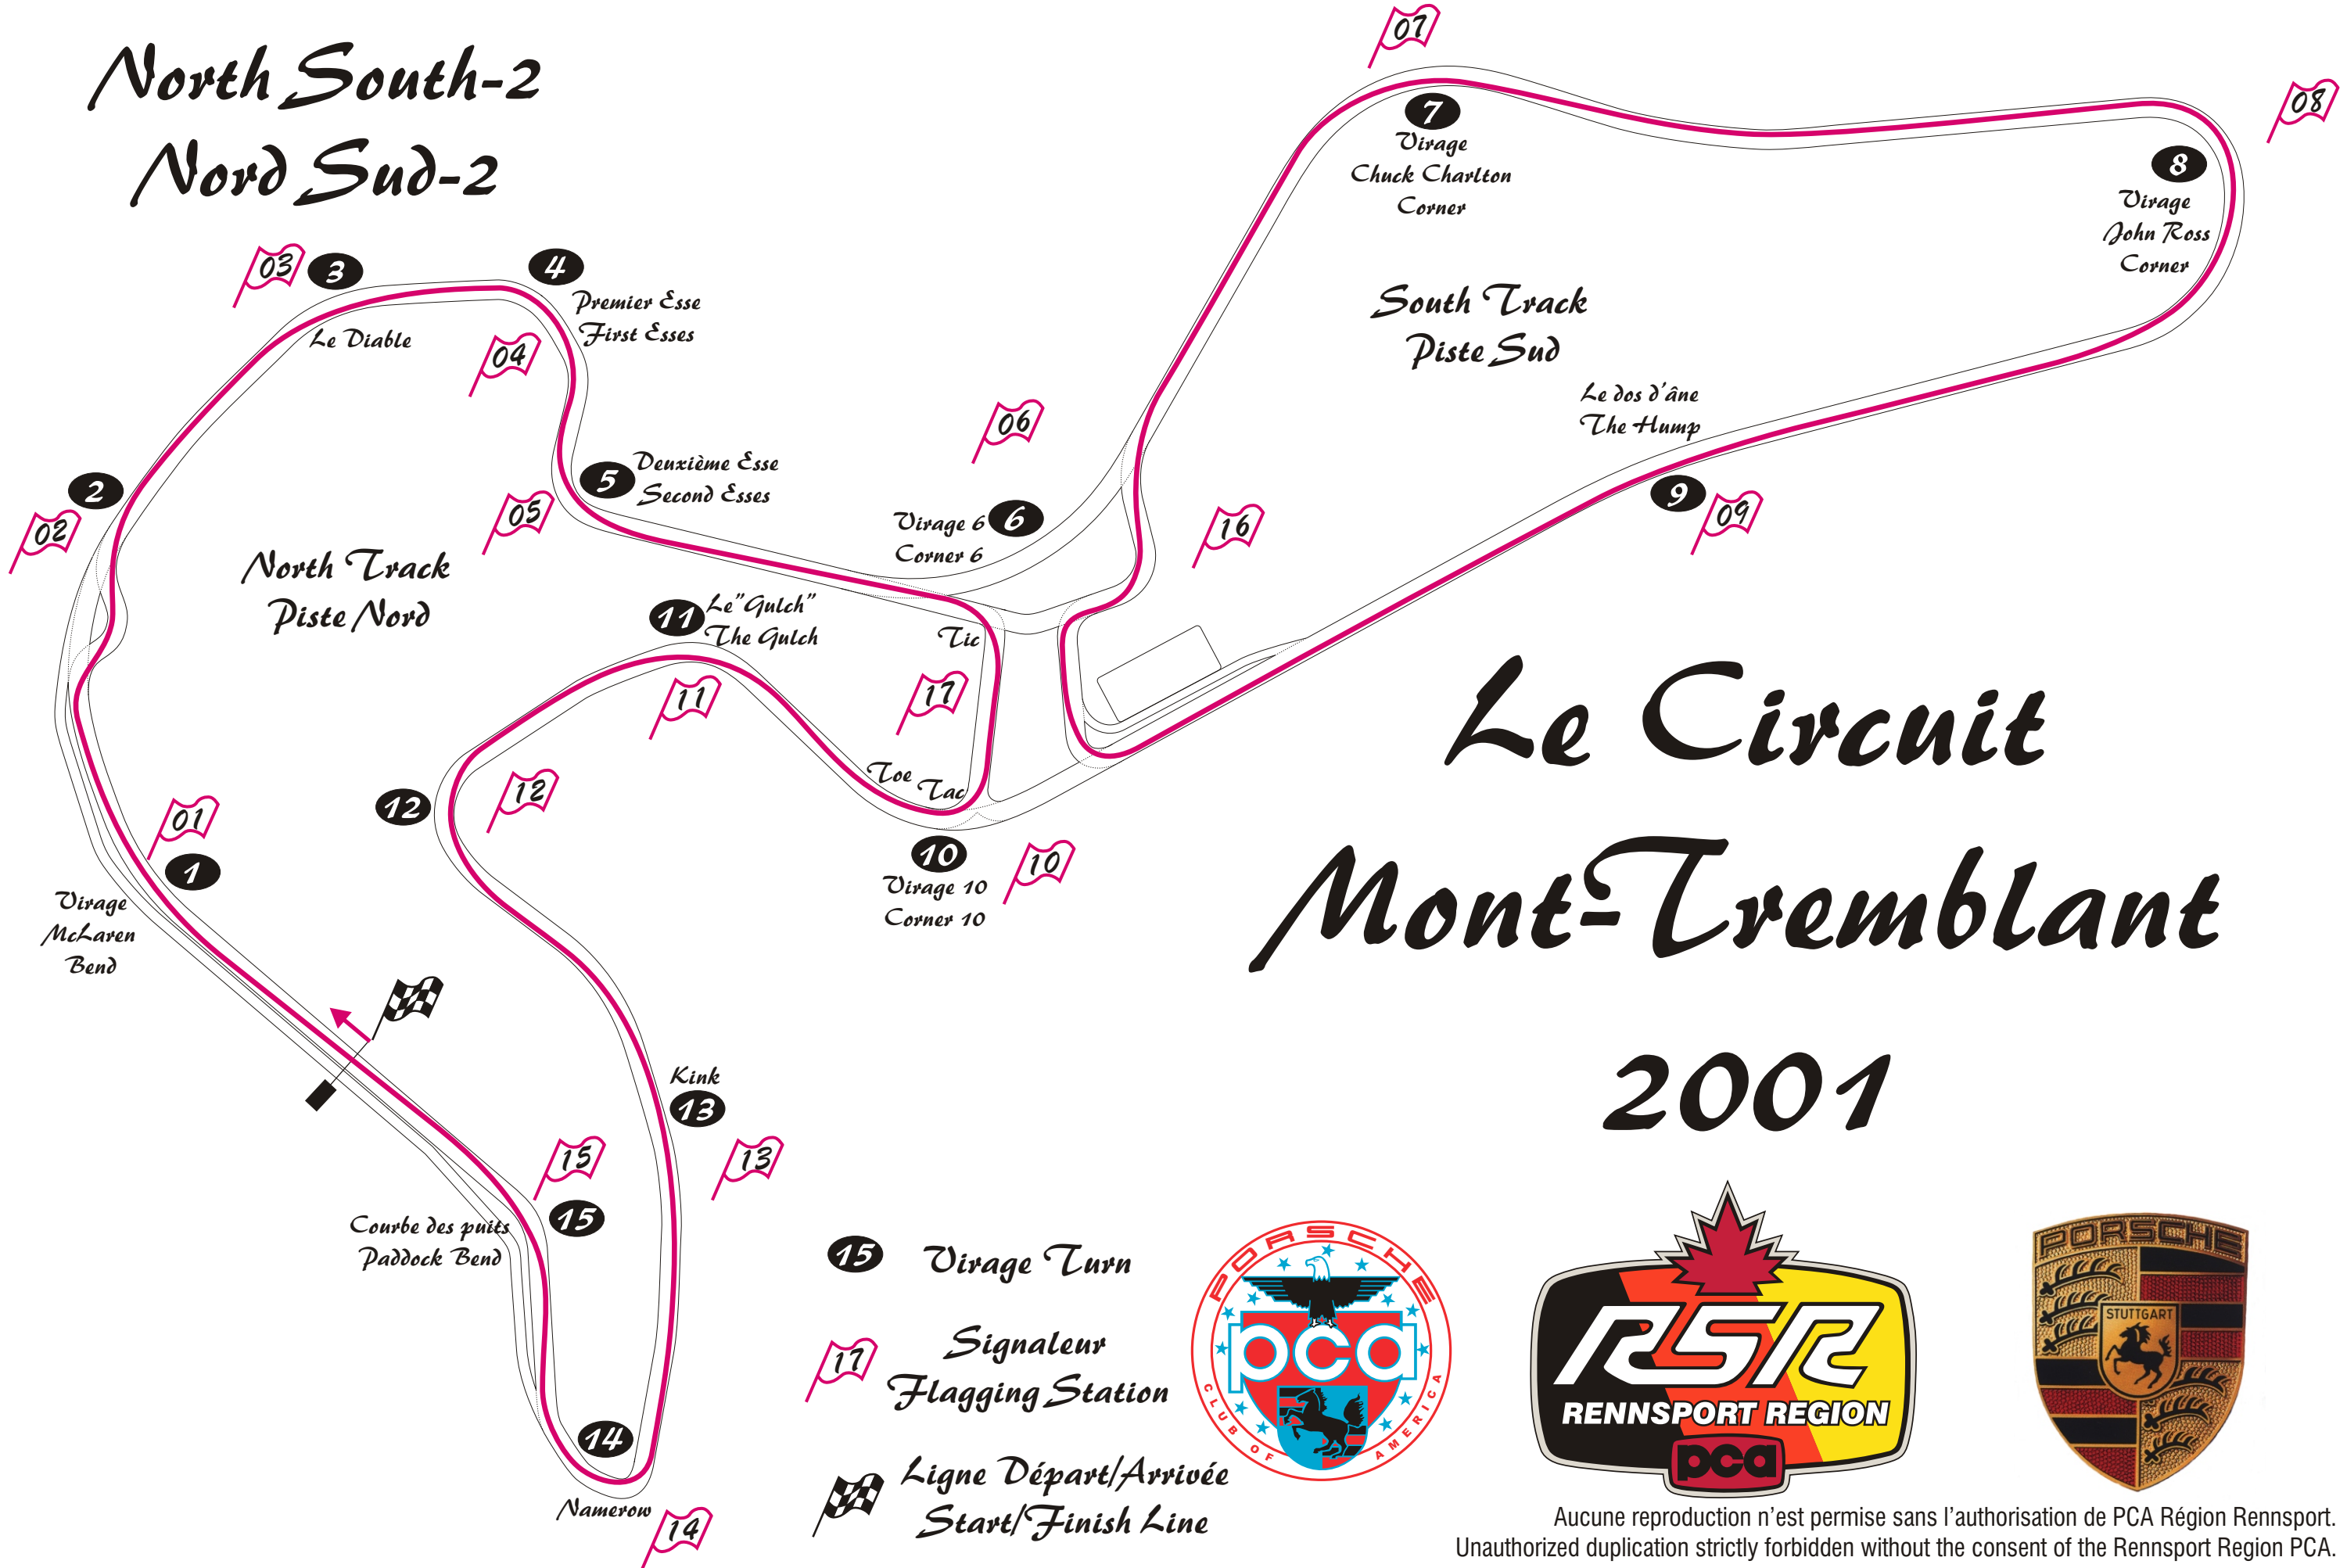 North South-2
Nord Sud-2
07
08
7
Virage
Chuck Charlton
Corner
8
Virage
John Ross
Corner
03
3
Le Diable
4
Premier Esse
First Esses
04
South Track
Piste Sud
Le dos d'âne
The Hump
9
09
06
2
02
5
Deuxième Esse
Second Esses
05
Virage 6
Corner 6
6
16
North Track
Piste Nord
11
Le"Gulch"
The Gulch
Tic
11
17
Toe
Tac
12
12
01
1
Virage
McLaren
Bend
10
Virage 10
Corner 10
10
Le Circuit
Mont-Tremblant
2001
Kink
13
13
15
15
Courbe des puits
Paddock Bend
14
Namerow
14
15
Virage Turn
17
Signaleur
Flagging Station
Ligne Départ/Arrivée
Start/Finish Line
PORSCHE
pca
CLUB OF AMERICA
RSR
RENNSPORT REGION
pca
PORSCHE
STUTTGART
Aucune reproduction n'est permise sans l'authorisation de PCA Région Rennsport.
Unauthorized duplication strictly forbidden without the consent of the Rennsport Region PCA.